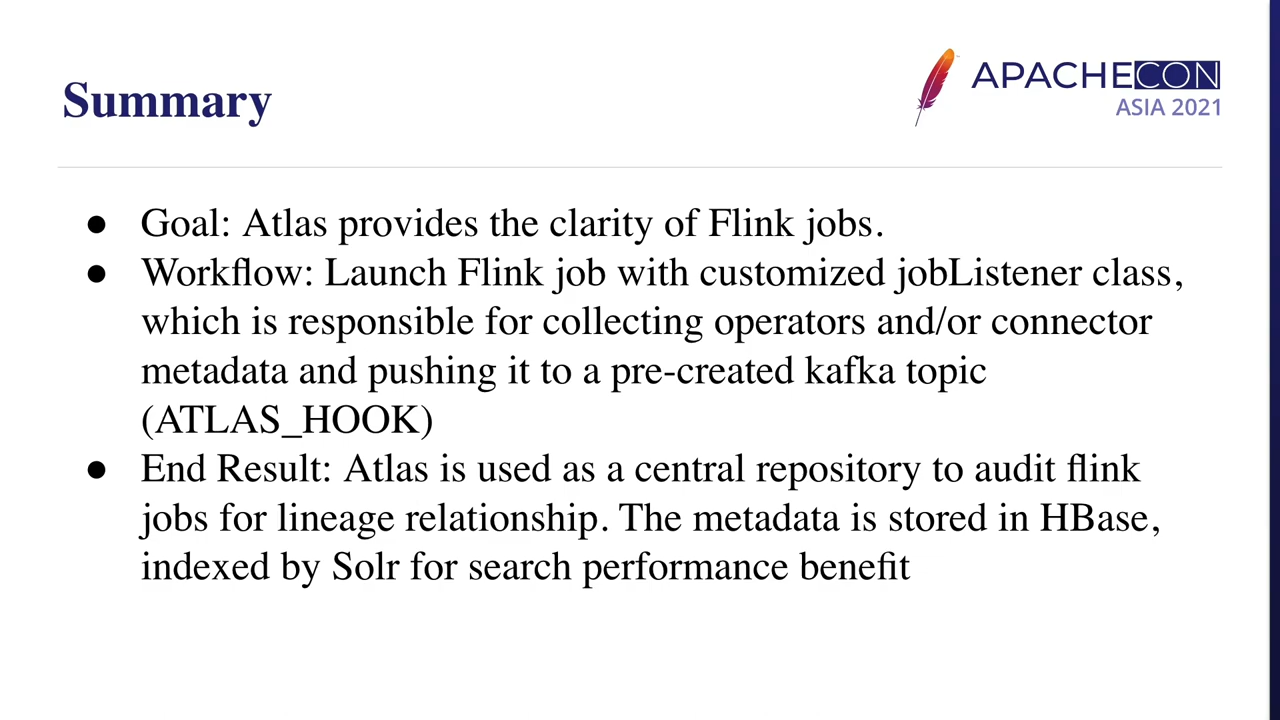 Summary
APACHECON
ASIA 2021
● Goal: Atlas provides the clarity of Flink jobs.
● Workflow: Launch Flink job with customized jobListener class,
which is responsible for collecting operators and/or connector
metadata and pushing it to a pre-created kafka topic
(ATLAS_HOOK)
● End Result: Atlas is used as a central repository to audit flink
jobs for lineage relationship. The metadata is stored in HBase,
indexed by Solr for search performance benefit